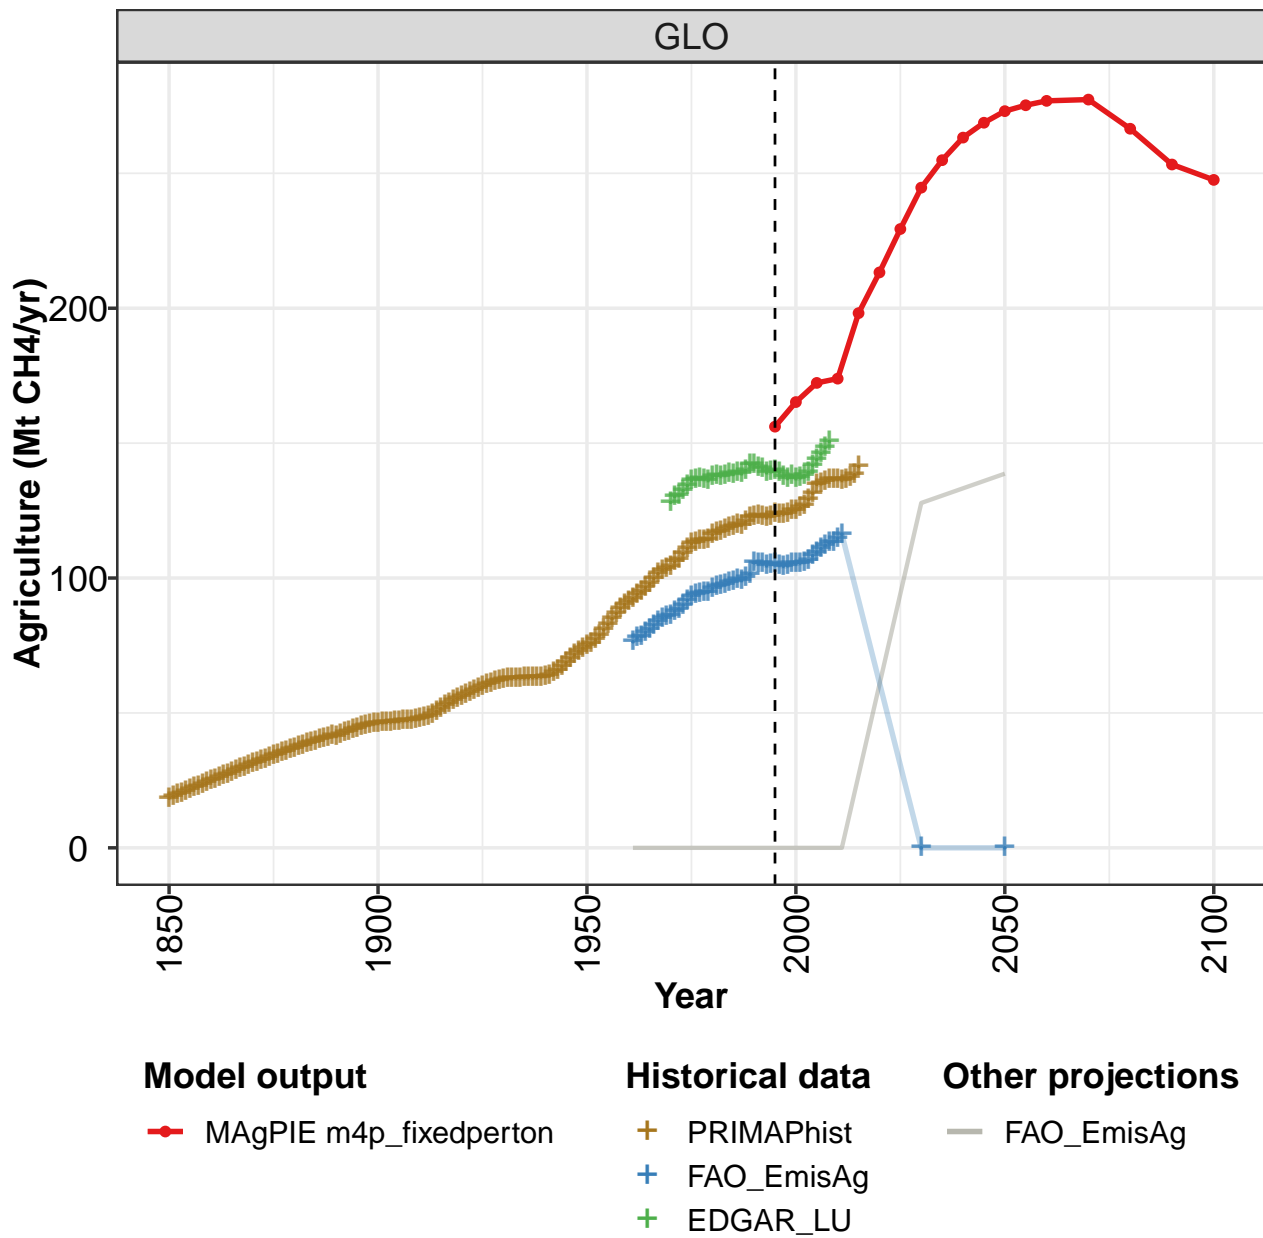 GLO
Agriculture (Mt CH4/yr)
200
100
0
1850
1900
1950
2000
2050
2100
Year
Model output
MAgPIE m4p_fixedperton
Historical data
PRIMAPhist
FAO_EmisAg
EDGAR_LU
Other projections
FAO_EmisAg